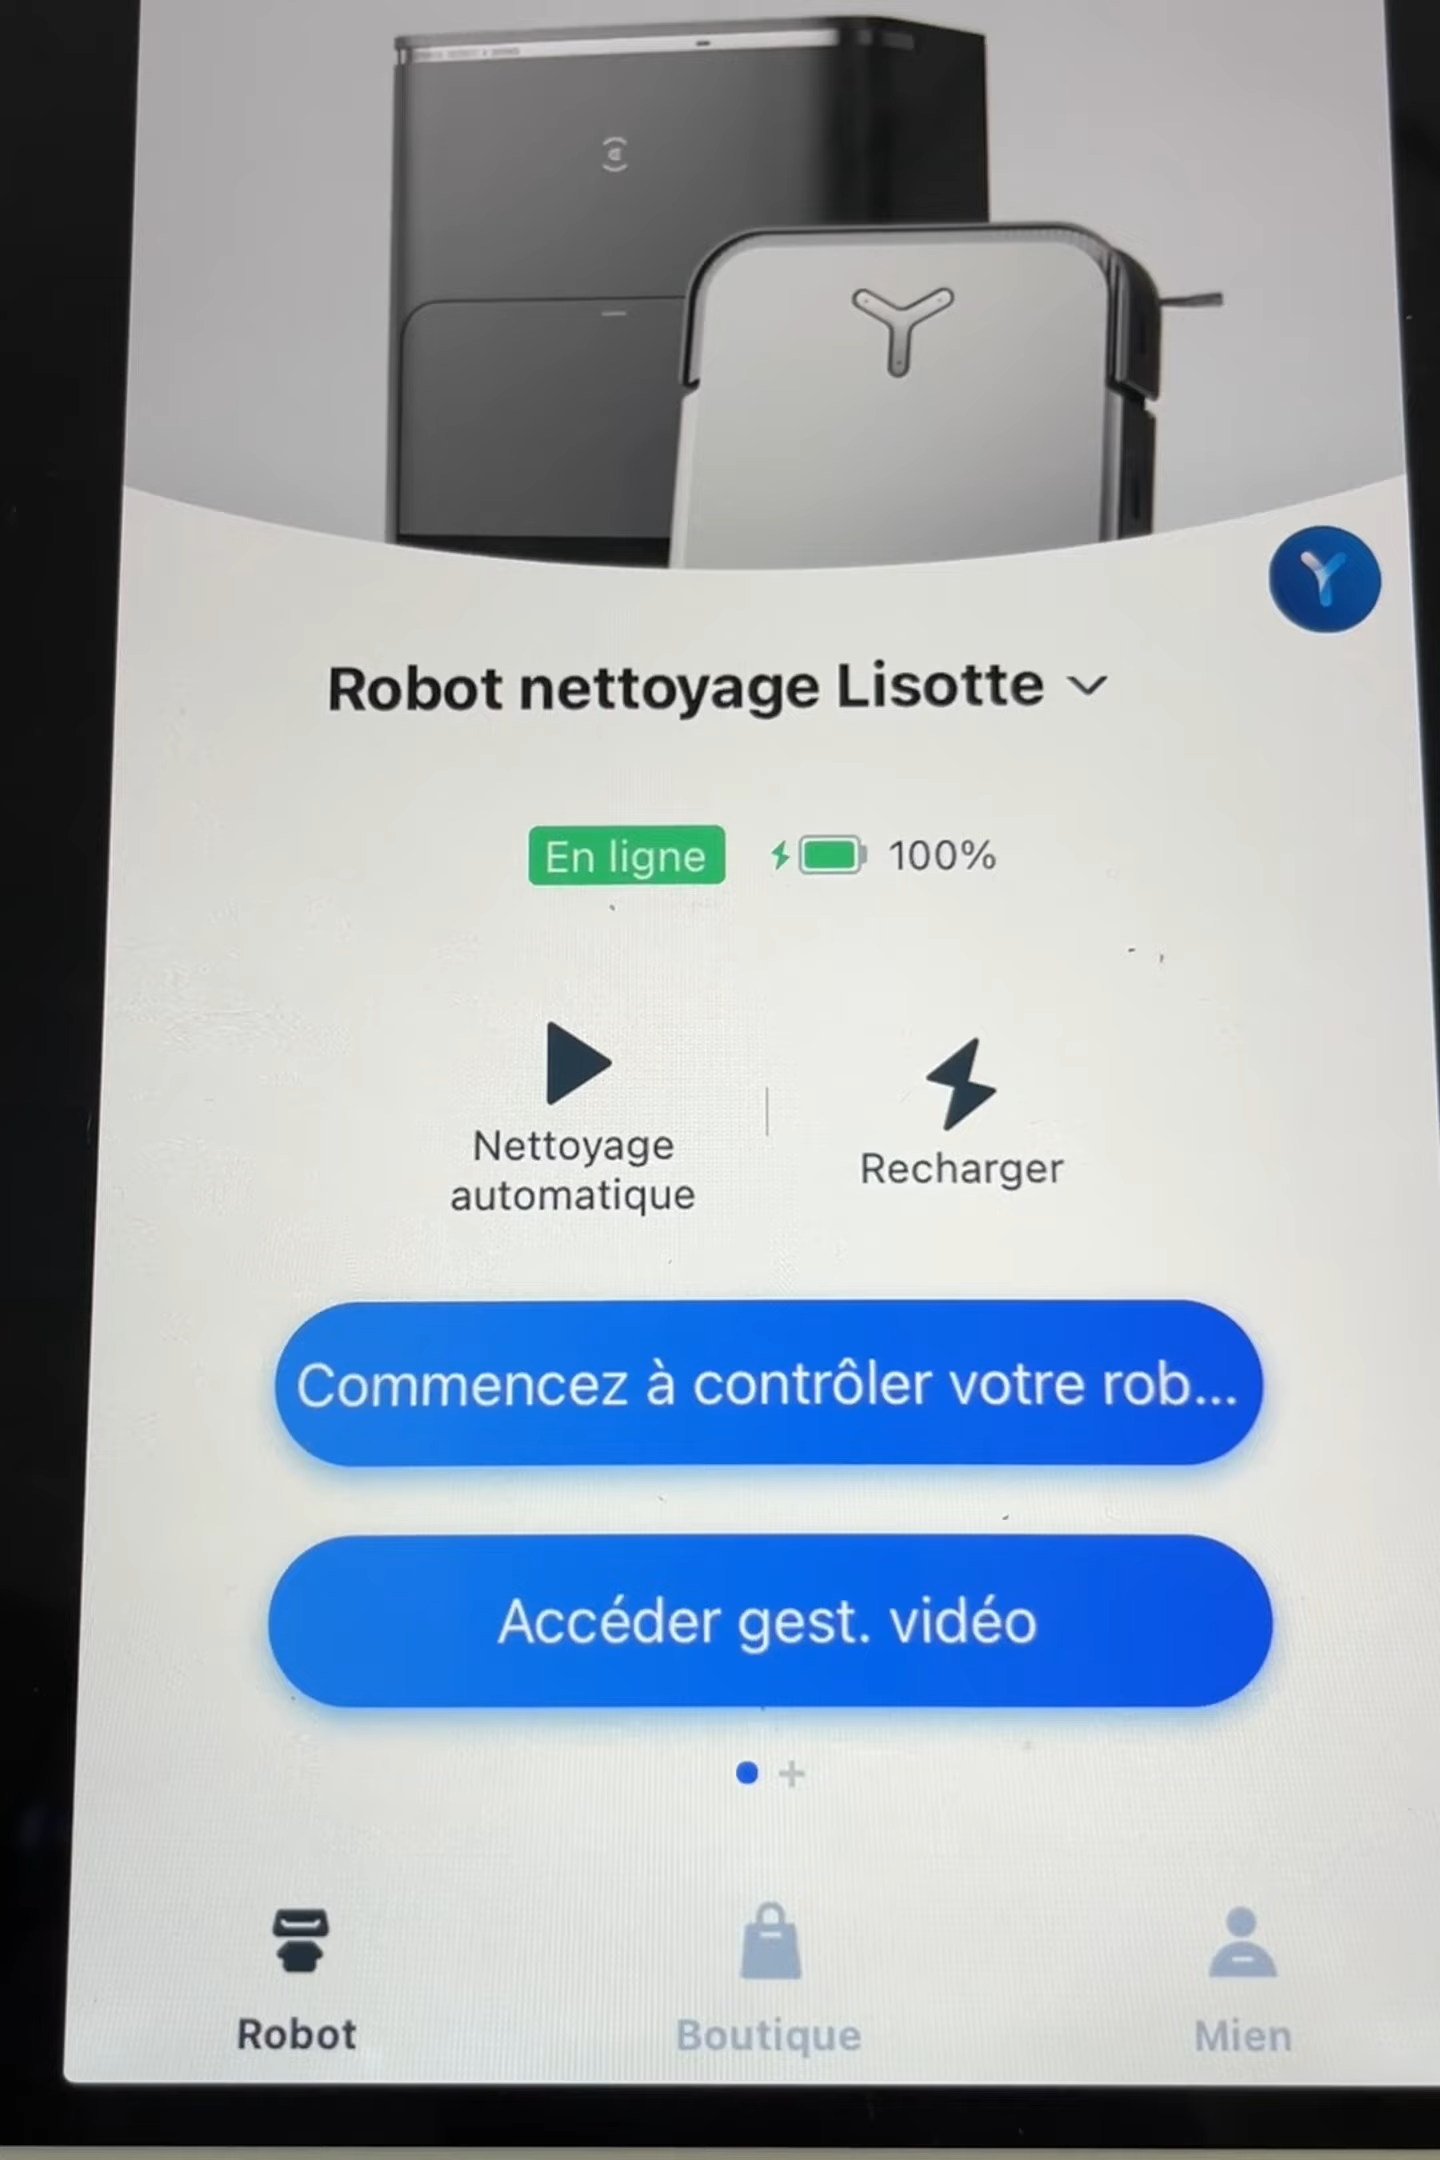 Robot nettoyage Lisotte
En ligne 100%
Nettoyage
automatique
Recharger
Commencez à contrôler votre rob...
Accéder gest. vidéo
Robot Boutique Mien